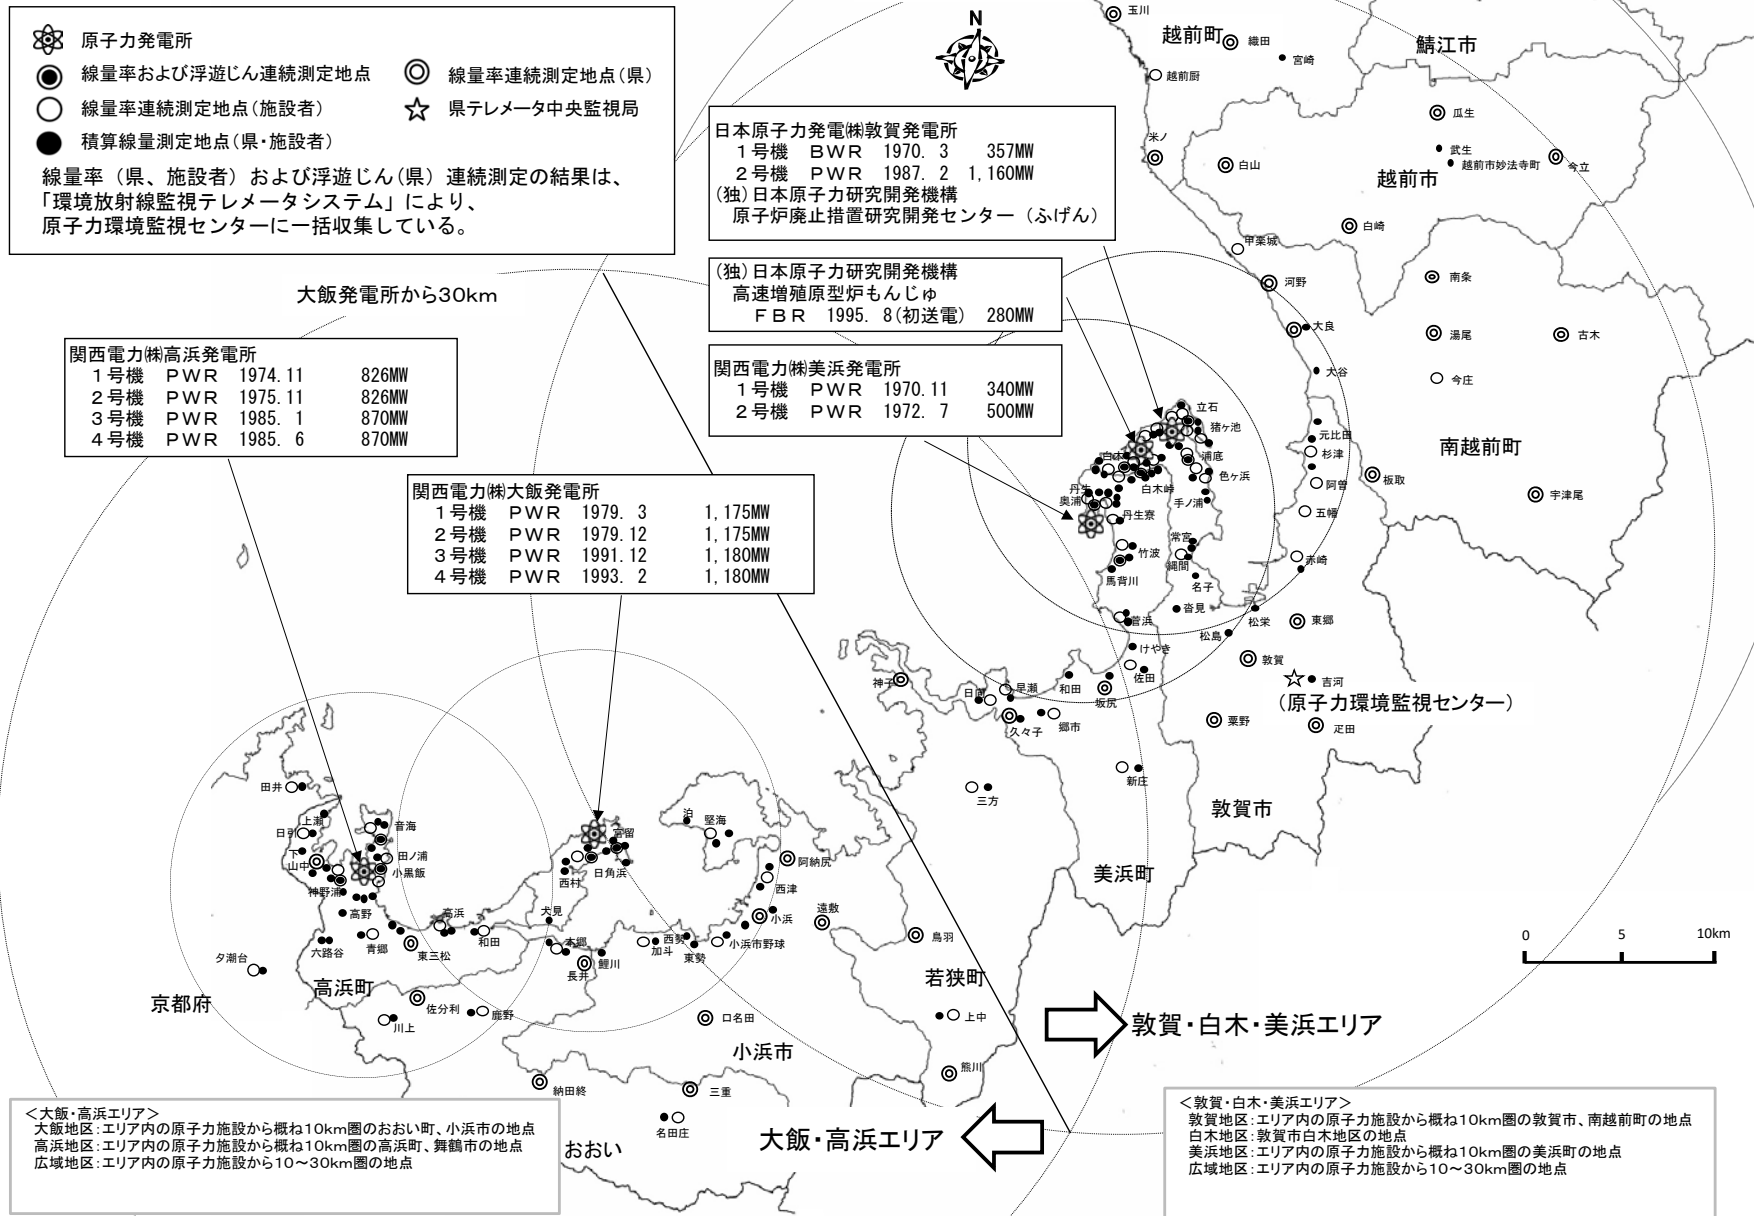 原子力発電所
線量率および浮遊じん連続測定地点
線量率連続測定地点(県)
線量率連続測定地点(施設者)
県テレメータ中央監視局
積算線量測定地点(県・施設者)
線量率（県、施設者）および浮遊じん(県）連続測定の結果は、
「環境放射線監視テレメータシステム」により、
原子力環境監視センターに一括収集している。
N
大飯発電所から30km
日本原子力発電㈱敦賀発電所
1号機 BWR 1970. 3 357MW
2号機 PWR 1987. 2 1,160MW
(独)日本原子力研究開発機構
原子炉廃止措置研究開発センター（ふげん）
(独)日本原子力研究開発機構
高速増殖原型炉もんじゅ
FBR 1995. 8(初送電) 280MW
関西電力㈱美浜発電所
1号機 PWR 1970.11 340MW
2号機 PWR 1972. 7 500MW
関西電力㈱高浜発電所
1号機 PWR 1974.11 826MW
2号機 PWR 1975.11 826MW
3号機 PWR 1985. 1 870MW
4号機 PWR 1985. 6 870MW
関西電力㈱大飯発電所
1号機 PWR 1979. 3 1,175MW
2号機 PWR 1979.12 1,175MW
3号機 PWR 1991.12 1,180MW
4号機 PWR 1993. 2 1,180MW
玉川
越前町
織田
宮崎
鯖江市
越前厨
瓜生
米ノ
白山
武生
越前市妙法寺町
今立
越前市
白崎
甲楽城
河野
南条
大良
湯尾
古木
大谷
今庄
立石
猪ヶ池
元比田
南越前町
杉津
浦底
白木
色ヶ浜
板取
阿曽
白木峠
丹生
奥浦
手ノ浦
宇津尾
五幡
丹生寮
常宮
竹波
縄間
赤崎
馬背川
名子
沓見
菅浜
松栄
東郷
松島
けやき
敦賀
佐田
神子
日向
早瀬
和田
坂尻
吉河
(原子力環境監視センター)
久々子
郷市
粟野
疋田
新庄
三方
敦賀市
美浜町
田井
上瀬
日引
音海
下
山中
田ノ浦
小黒飯
神野浦
高野
六路谷
青郷
東三松
高浜
和田
夕潮台
京都府
高浜町
佐分利
川上
鹿野
泊
堅海
宮留
日角浜
西村
犬見
本郷
長井
鯉川
加斗
西勢
東勢
小浜市野球
小浜
西津
阿納尻
遠敷
鳥羽
若狭町
上中
熊川
口名田
小浜市
納田終
三重
名田庄
おおい
0 5 10km
敦賀・白木・美浜エリア
大飯・高浜エリア
＜大飯・高浜エリア＞
大飯地区：エリア内の原子力施設から概ね10km圏のおおい町、小浜市の地点
高浜地区：エリア内の原子力施設から概ね10km圏の高浜町、舞鶴市の地点
広域地区：エリア内の原子力施設から10～30km圏の地点
＜敦賀・白木・美浜エリア＞
敦賀地区：エリア内の原子力施設から概ね10km圏の敦賀市、南越前町の地点
白木地区：敦賀市白木地区の地点
美浜地区：エリア内の原子力施設から概ね10km圏の美浜町の地点
広域地区：エリア内の原子力施設から10～30km圏の地点